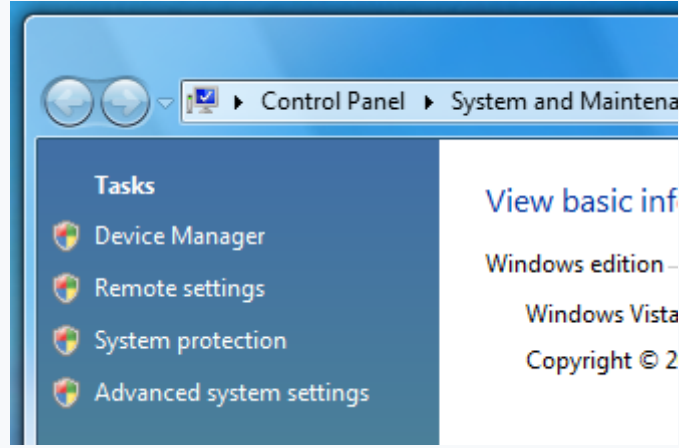 Control Panel System and Maintena
Tasks
Device Manager
Remote settings
System protection
Advanced system settings
View basic inf
Windows edition
Windows Vista
Copyright © 2